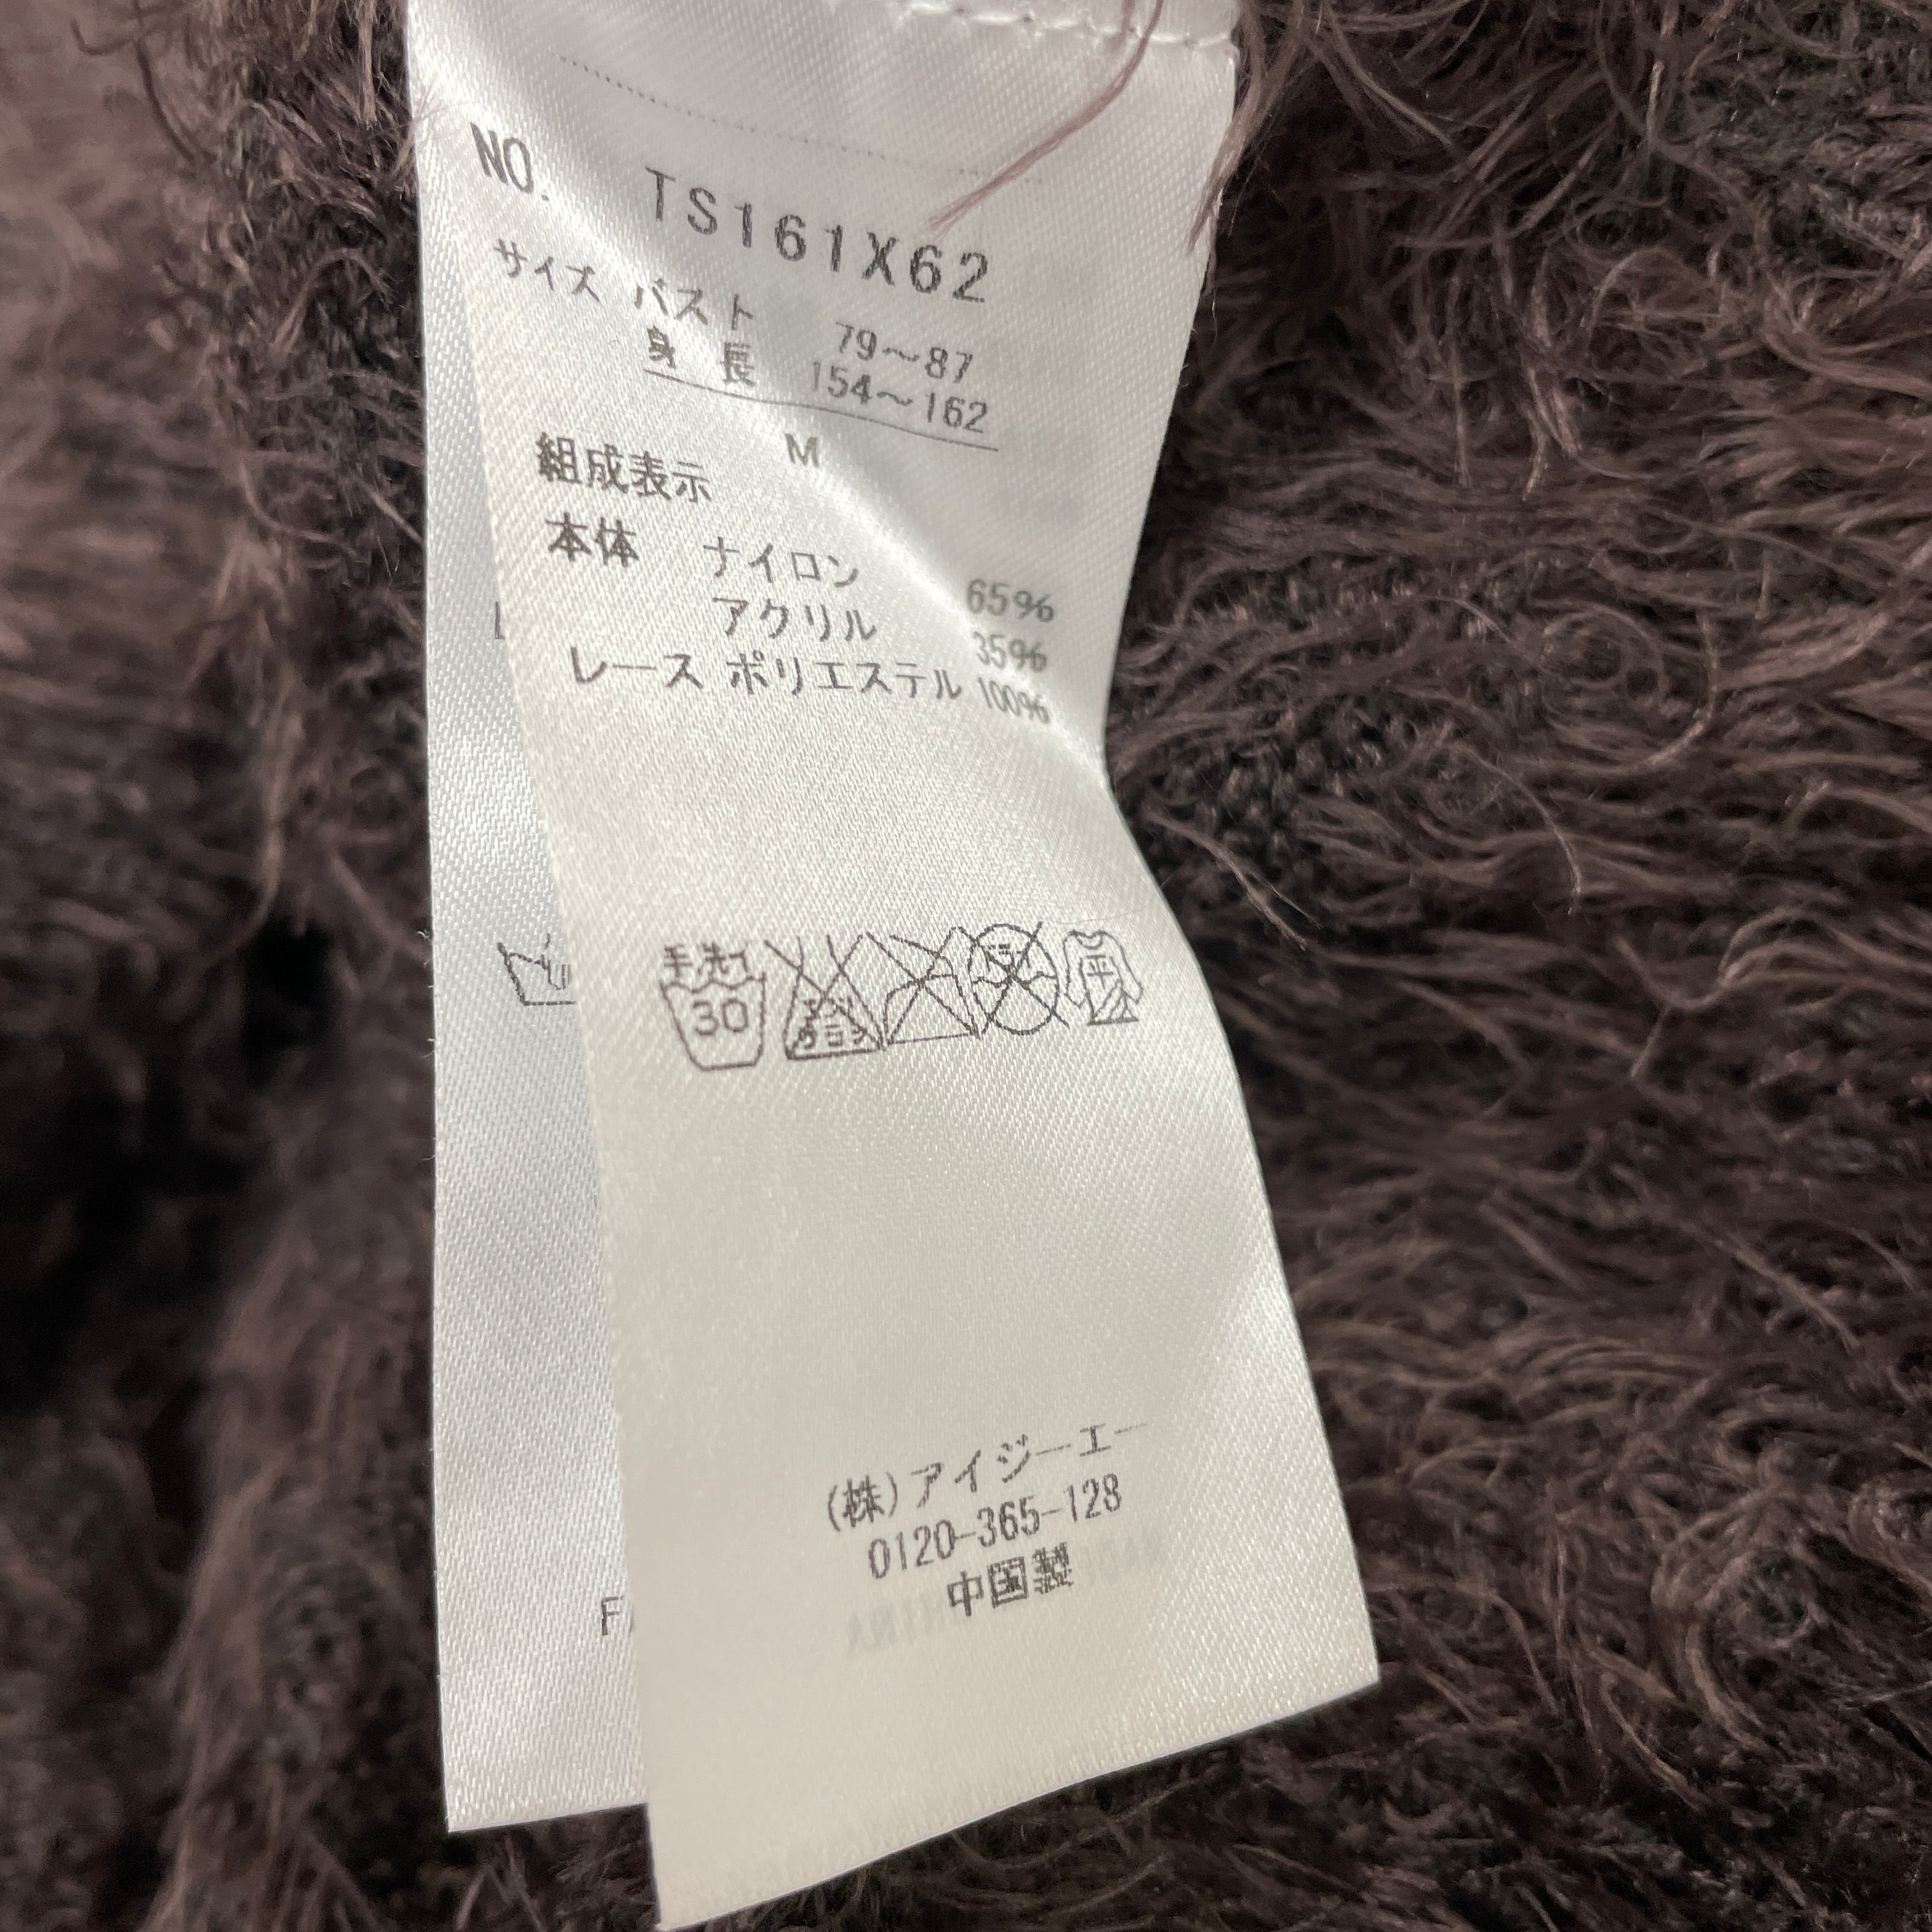 NO. TS161X62
サイズ バスト 79～87
身長 154～162
M
組成表示
本体 ナイロン 65%
アクリル 35%
レース ポリエステル 100%
手洗イ
30
平
(株)アイジーエー
0120-365-128
中国製